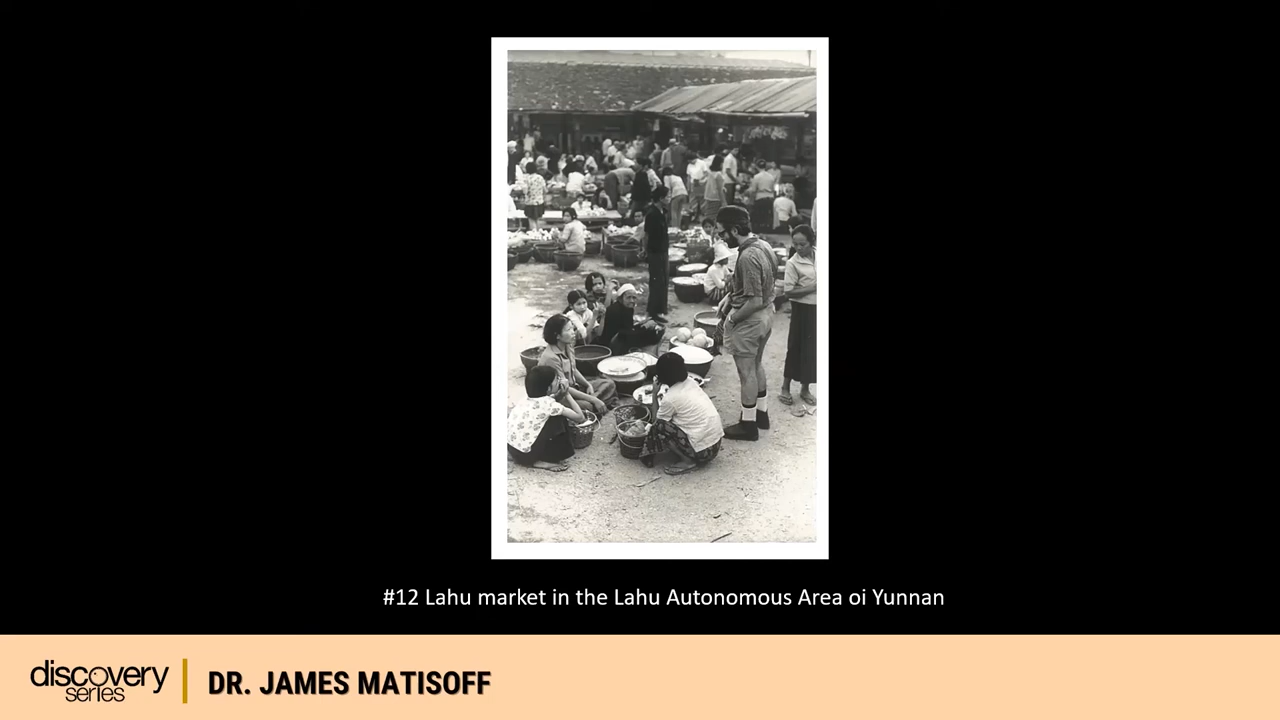 #12 Lahu market in the Lahu Autonomous Area oi Yunnan
discovery
series
DR. JAMES MATISOFF